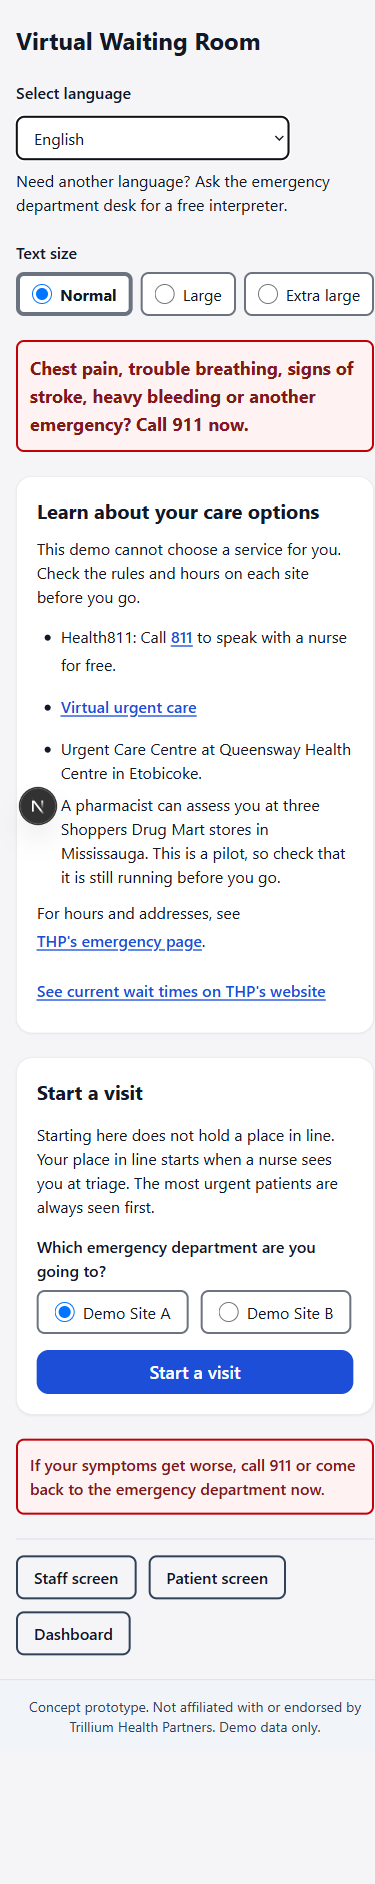 Virtual Waiting Room
Select language
English
Need another language? Ask the emergency
department desk for a free interpreter.
Text size
Normal
Large
Extra large
Chest pain, trouble breathing, signs of
stroke, heavy bleeding or another
emergency? Call 911 now.
Learn about your care options
This demo cannot choose a service for you.
Check the rules and hours on each site
before you go.
Health811: Call 811 to speak with a nurse
for free.
Virtual urgent care
Urgent Care Centre at Queensway Health
Centre in Etobicoke.
N
A pharmacist can assess you at three
Shoppers Drug Mart stores in
Mississauga. This is a pilot, so check that
it is still running before you go.
For hours and addresses, see
THP's emergency page.
See current wait times on THP's website
Start a visit
Starting here does not hold a place in line.
Your place in line starts when a nurse sees
you at triage. The most urgent patients are
always seen first.
Which emergency department are you
going to?
Demo Site A
Demo Site B
Start a visit
If your symptoms get worse, call 911 or come
back to the emergency department now.
Staff screen
Patient screen
Dashboard
Concept prototype. Not affiliated with or endorsed by
Trillium Health Partners. Demo data only.